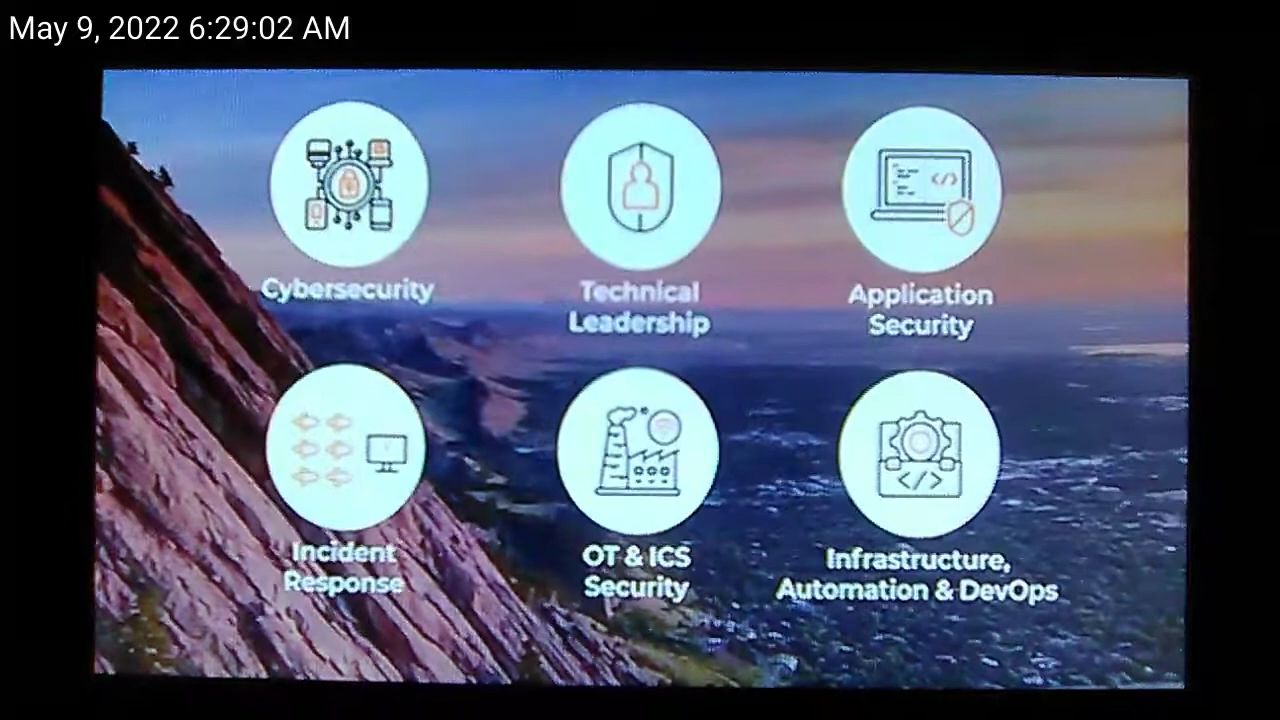 May 9, 2022 6:29:02 AM
Cybersecurity
Technical
Leadership
Application
Security
Incident
Response
OT & ICS
Security
Infrastructure,
Automation & DevOps